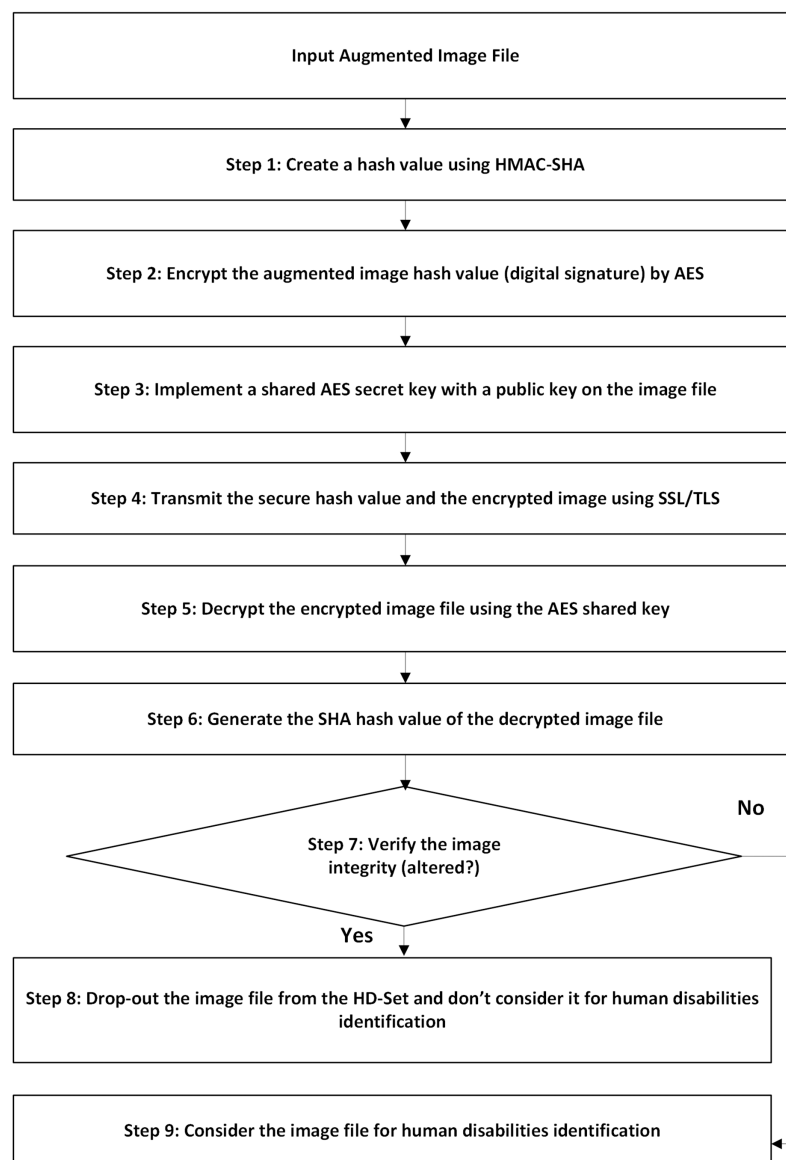 Input Augmented Image File
Step 1: Create a hash value using HMAC-SHA
Step 2: Encrypt the augmented image hash value (digital signature) by AES
Step 3: Implement a shared AES secret key with a public key on the image file
Step 4: Transmit the secure hash value and the encrypted image using SSL/TLS
Step 5: Decrypt the encrypted image file using the AES shared key
Step 6: Generate the SHA hash value of the decrypted image file
No
Step 7: Verify the image
integrity (altered?)
Yes
Step 8: Drop-out the image file from the HD-Set and don’t consider it for human disabilities
identification
Step 9: Consider the image file for human disabilities identification